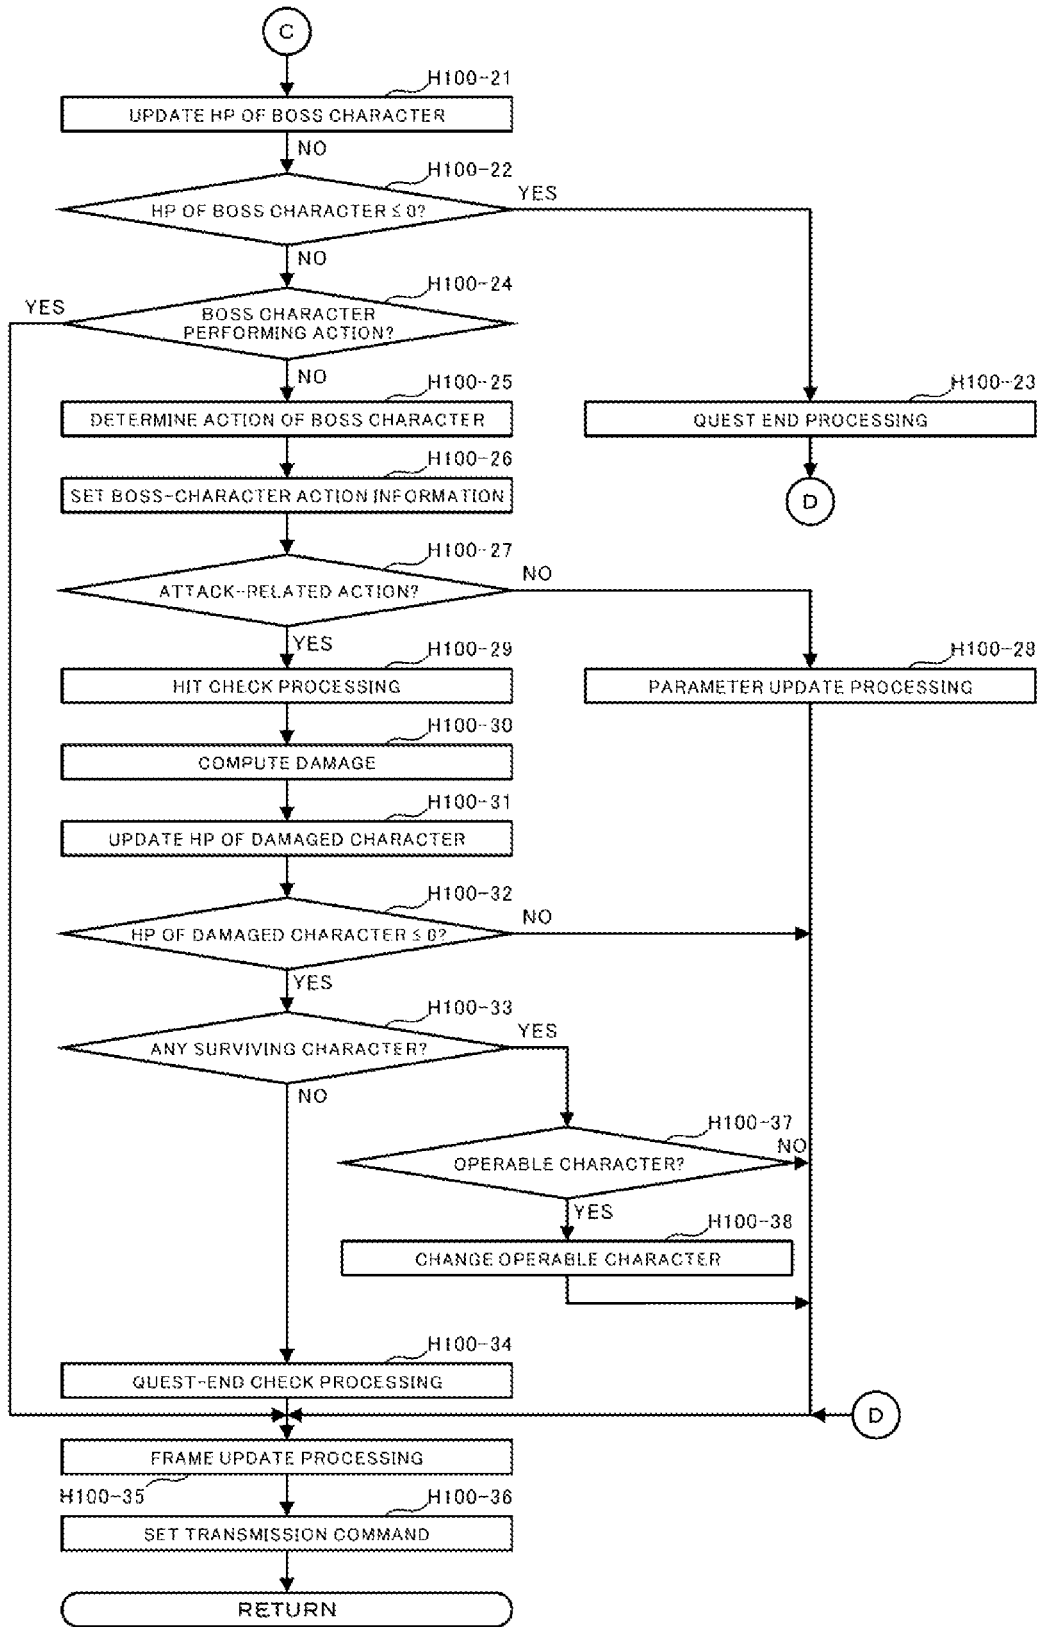 C
H100-21
UPDATE HP OF BOSS CHARACTER
NO
H100-22
YES
HP OF BOSS CHARACTER ≤ 0?
NO
H100-24
YES
BOSS CHARACTER
PERFORMING ACTION?
NO
H100-25
DETERMINE ACTION OF BOSS CHARACTER
H100-23
QUEST END PROCESSING
H100-26
SET BOSS-CHARACTER ACTION INFORMATION
D
H100-27
NO
ATTACK-RELATED ACTION?
YES
H100-29
HIT CHECK PROCESSING
H100-28
PARAMETER UPDATE PROCESSING
H100-30
COMPUTE DAMAGE
H100-31
UPDATE HP OF DAMAGED CHARACTER
H100-32
NO
HP OF DAMAGED CHARACTER ≤ 0?
YES
H100-33
YES
ANY SURVIVING CHARACTER?
NO
H100-37
NO
OPERABLE CHARACTER?
YES
H100-38
CHANGE OPERABLE CHARACTER
H100-34
QUEST-END CHECK PROCESSING
D
FRAME UPDATE PROCESSING
H100-35
H100-36
SET TRANSMISSION COMMAND
RETURN